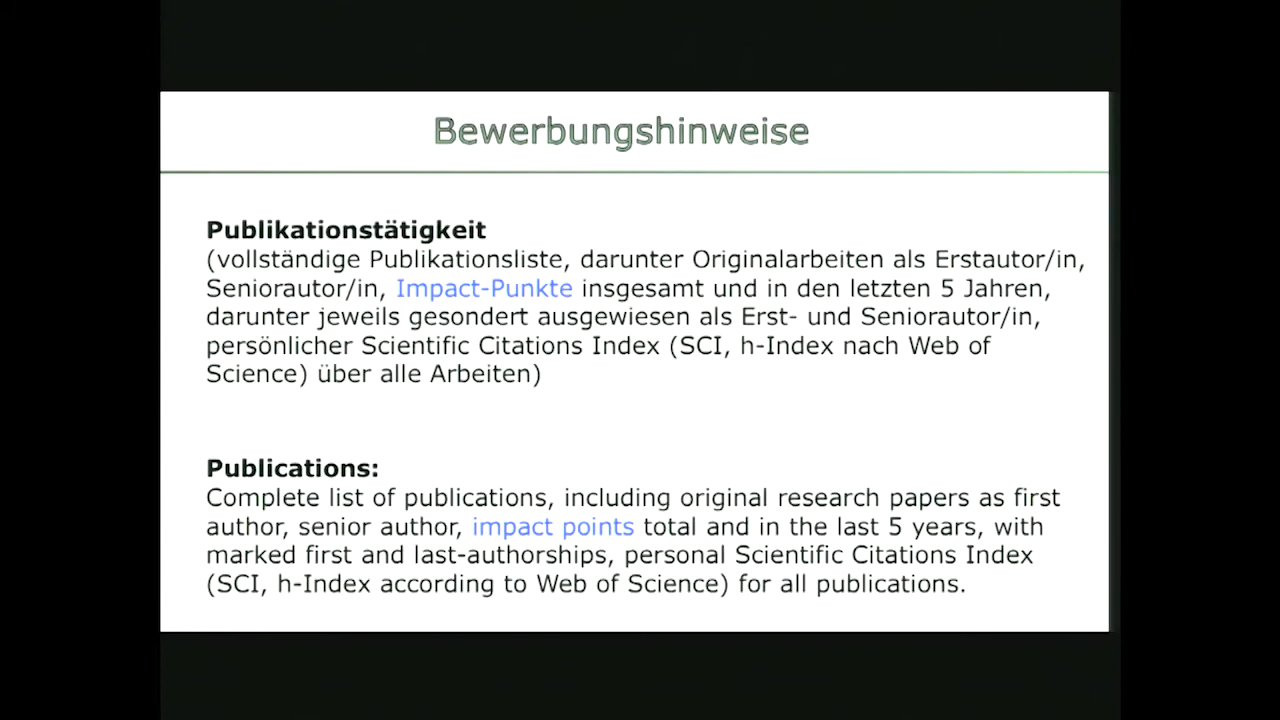 Bewerbungshinweise
Publikationstätigkeit
(vollständige Publikationsliste, darunter Originalarbeiten als Erstautor/in,
Seniorautor/in, Impact-Punkte insgesamt und in den letzten 5 Jahren,
darunter jeweils gesondert ausgewiesen als Erst- und Seniorautor/in,
persönlicher Scientific Citations Index (SCI, h-Index nach Web of
Science) über alle Arbeiten)
Publications:
Complete list of publications, including original research papers as first
author, senior author, impact points total and in the last 5 years, with
marked first and last-authorships, personal Scientific Citations Index
(SCI, h-Index according to Web of Science) for all publications.